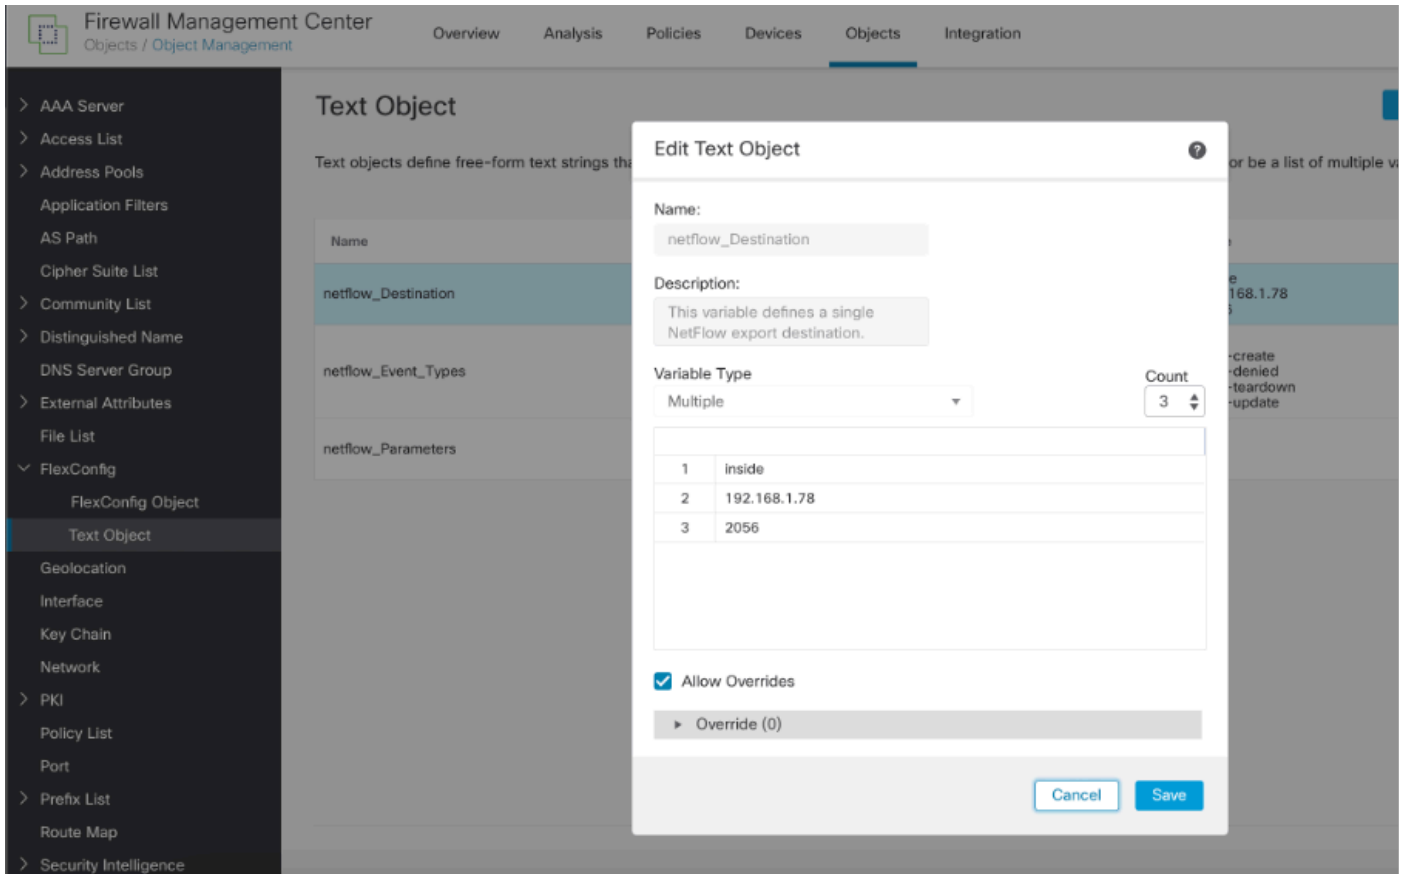 Firewall Management Center
Objects / Object Management
Overview
Analysis
Policies
Devices
Objects
Integration
AAA Server
Access List
Address Pools
Application Filters
AS Path
Cipher Suite List
Community List
Distinguished Name
DNS Server Group
External Attributes
File List
FlexConfig
FlexConfig Object
Text Object
Geolocation
Interface
Key Chain
Network
PKI
Policy List
Port
Prefix List
Route Map
Security Intelligence
Text Object
Text objects define free-form text strings
or be a list of multiple
Name
netflow_Destination
168.1.78
netflow_Event_Types
-create
-denied
-teardown
-update
netflow_Parameters
Edit Text Object
?
Name:
netflow_Destination
Description:
This variable defines a single
NetFlow export destination.
Variable Type
Count
Multiple
3
1 inside
2 192.168.1.78
3 2056
Allow Overrides
Override (0)
Cancel
Save